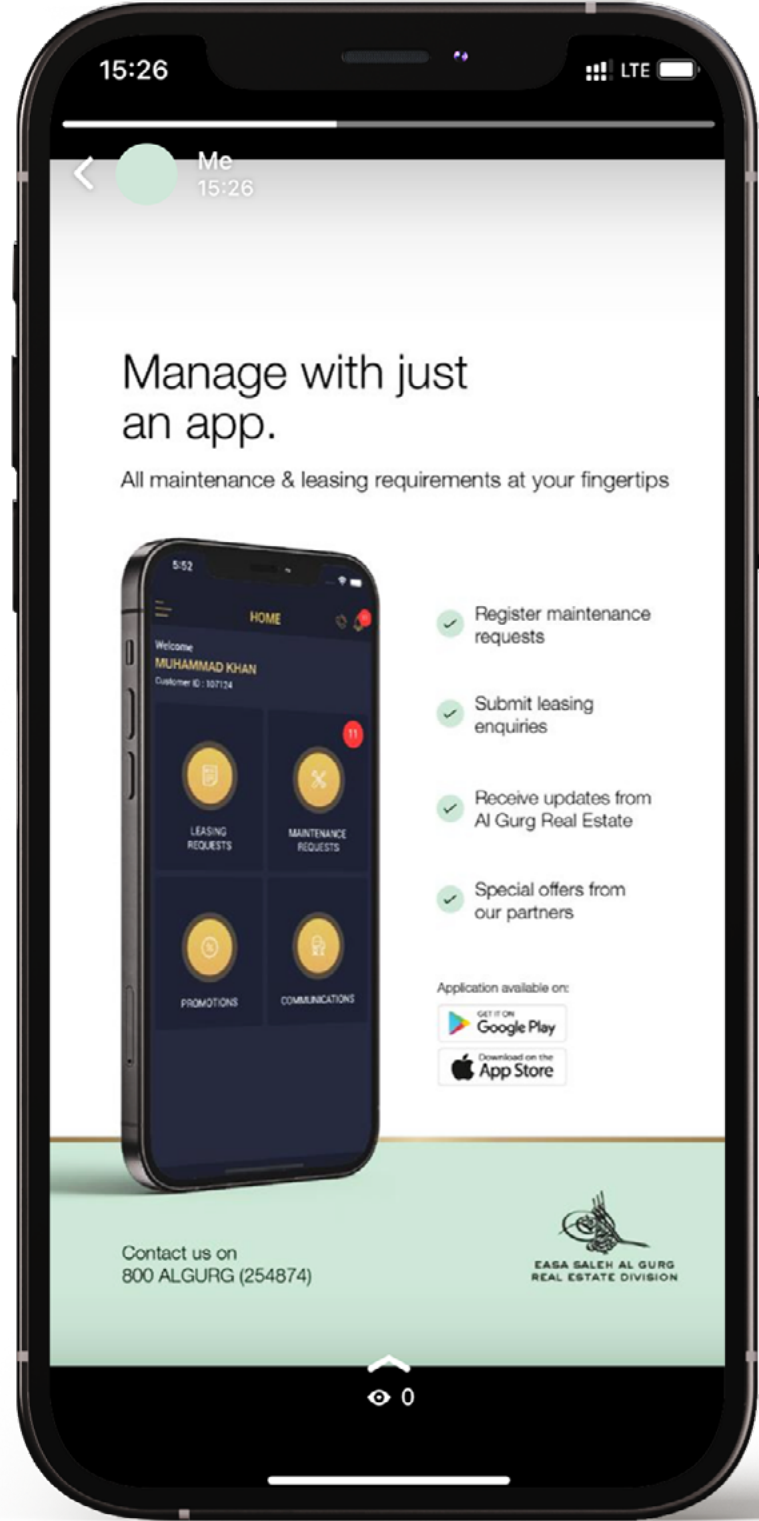 15:26
LTE
Me
15:26
Manage with just
an app.
All maintenance & leasing requirements at your fingertips
5:52
HOME
Welcome
MUHAMMAD KHAN
Customer ID : 107124
11
LEASING
REQUESTS
MAINTENANCE
REQUESTS
PROMOTIONS
COMMUNICATIONS
Register maintenance
requests
Submit leasing
enquiries
Receive updates from
Al Gurg Real Estate
Special offers from
our partners
Application available on:
GET IT ON
Google Play
Download on the
App Store
Contact us on
800 ALGURG (254874)
EASA SALEH AL GURG
REAL ESTATE DIVISION
0